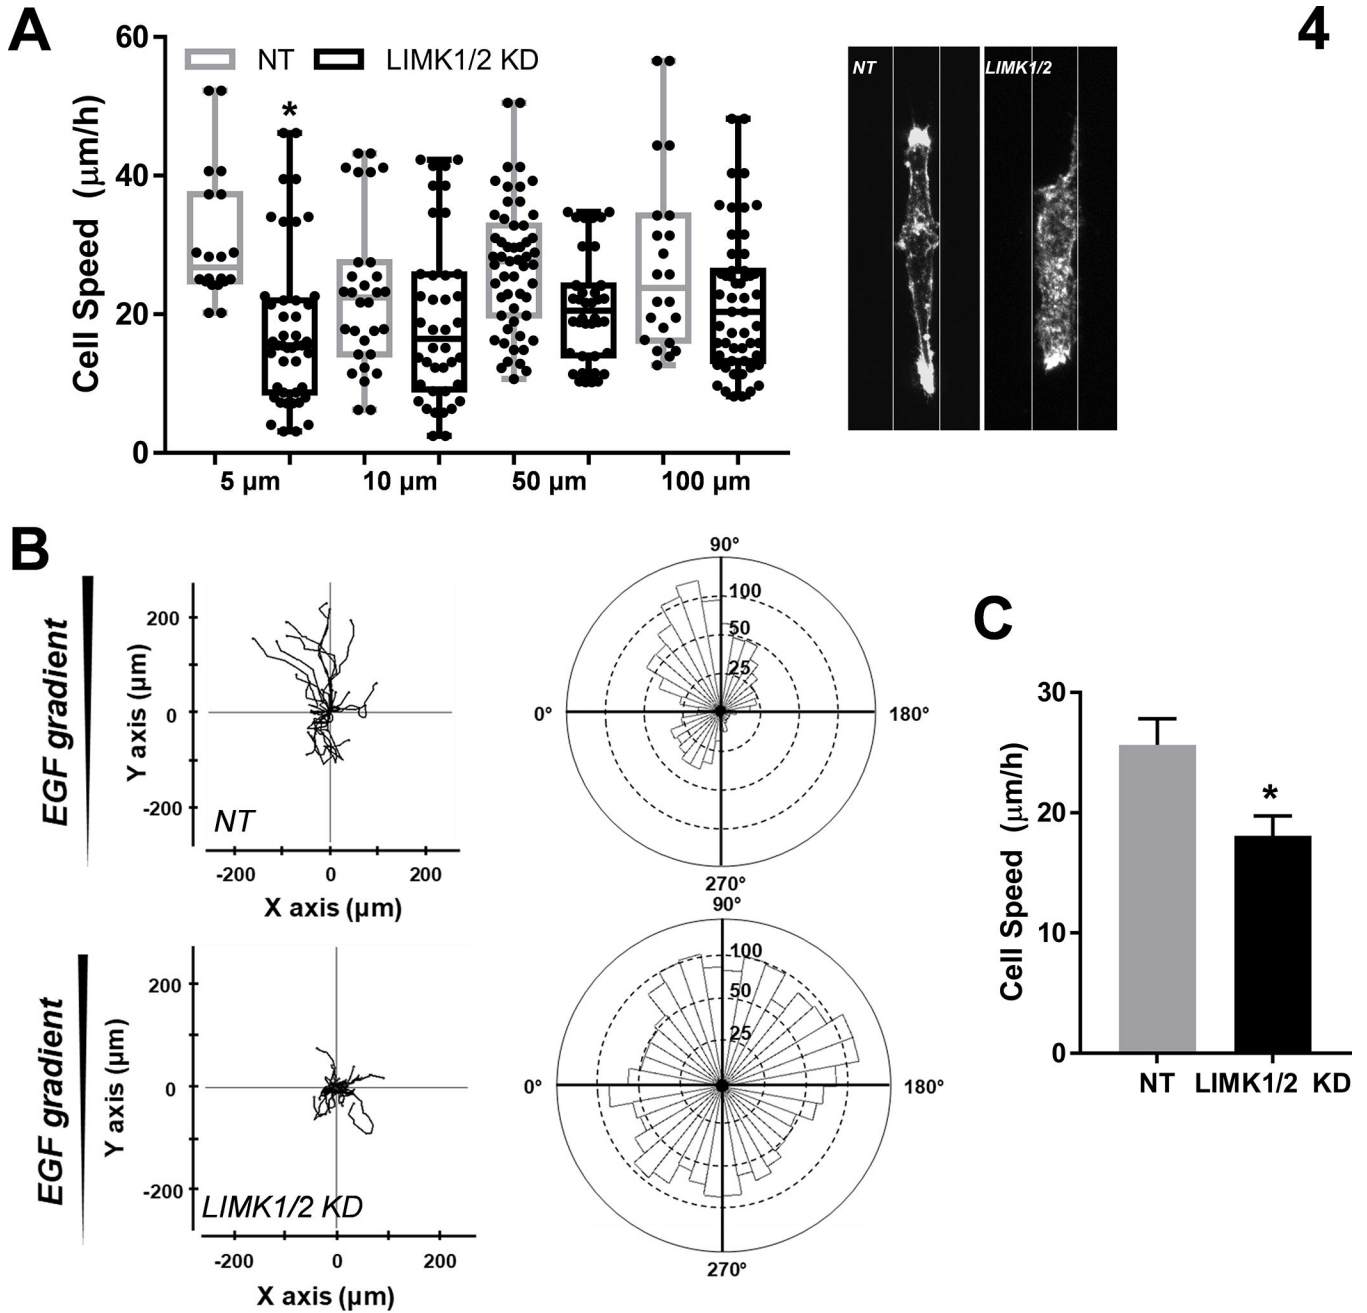 A
4
60
40
20
0
Cell Speed (µm/h)
NT LIMK1/2 KD
*
5 µm 10 µm 50 µm 100 µm
NT
LIMK1/2
B
EGF gradient
Y axis (µm)
200
0
-200
NT
-200 0 200
X axis (µm)
90°
100
50
25
0°
180°
270°
EGF gradient
Y axis (µm)
200
0
-200
LIMK1/2 KD
-200 0 200
X axis (µm)
90°
100
50
25
0°
180°
270°
C
Cell Speed (µm/h)
30
20
10
0
*
NT LIMK1/2 KD